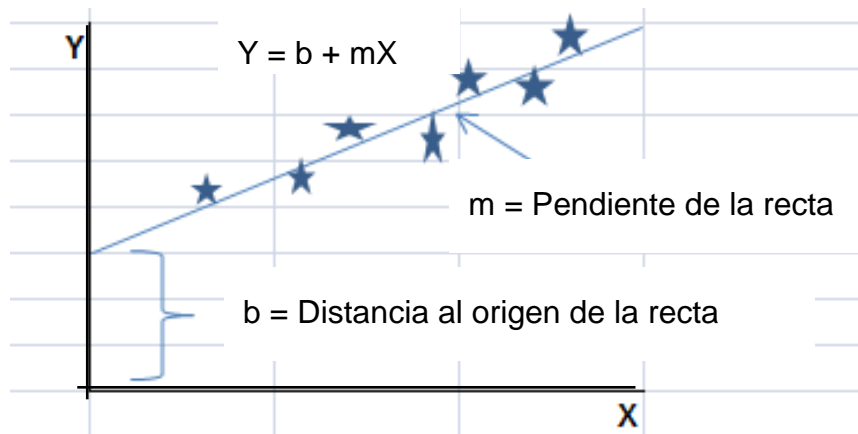 Y
Y = b + mX
m = Pendiente de la recta
b = Distancia al origen de la recta
X